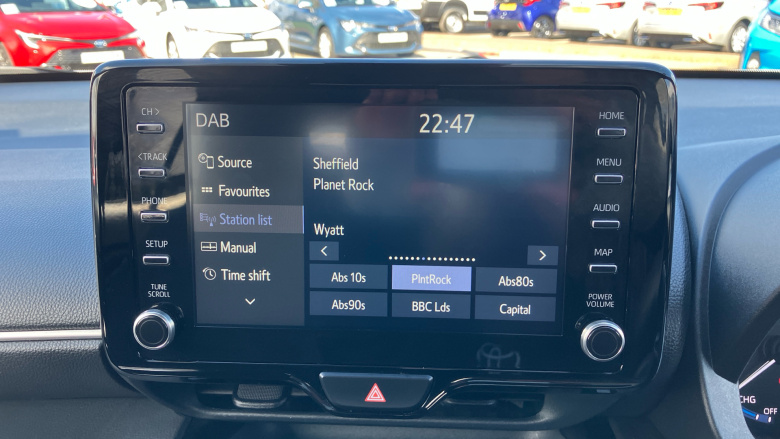 DAB
22:47
Source
Favourites
Station list
Manual
Time shift
Sheffield
Planet Rock
Wyatt
<
>
Abs 10s
PlntRock
Abs80s
Abs90s
BBC Lds
Capital
CH >
< TRACK
PHONE
SETUP
TUNE
SCROLL
HOME
MENU
AUDIO
MAP
POWER
VOLUME
CHG
OFF